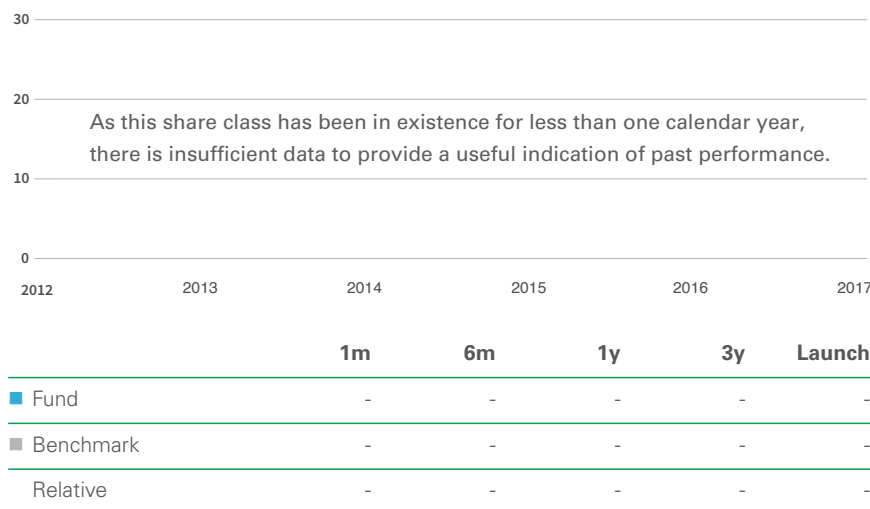 30
20
As this share class has been in existence for less than one calendar year,
there is insufficient data to provide a useful indication of past performance.
10
0
2012 2013 2014 2015 2016 2017
1m 6m 1y 3y Launch
Fund - - - - -
Benchmark - - - - -
Relative - - - - -